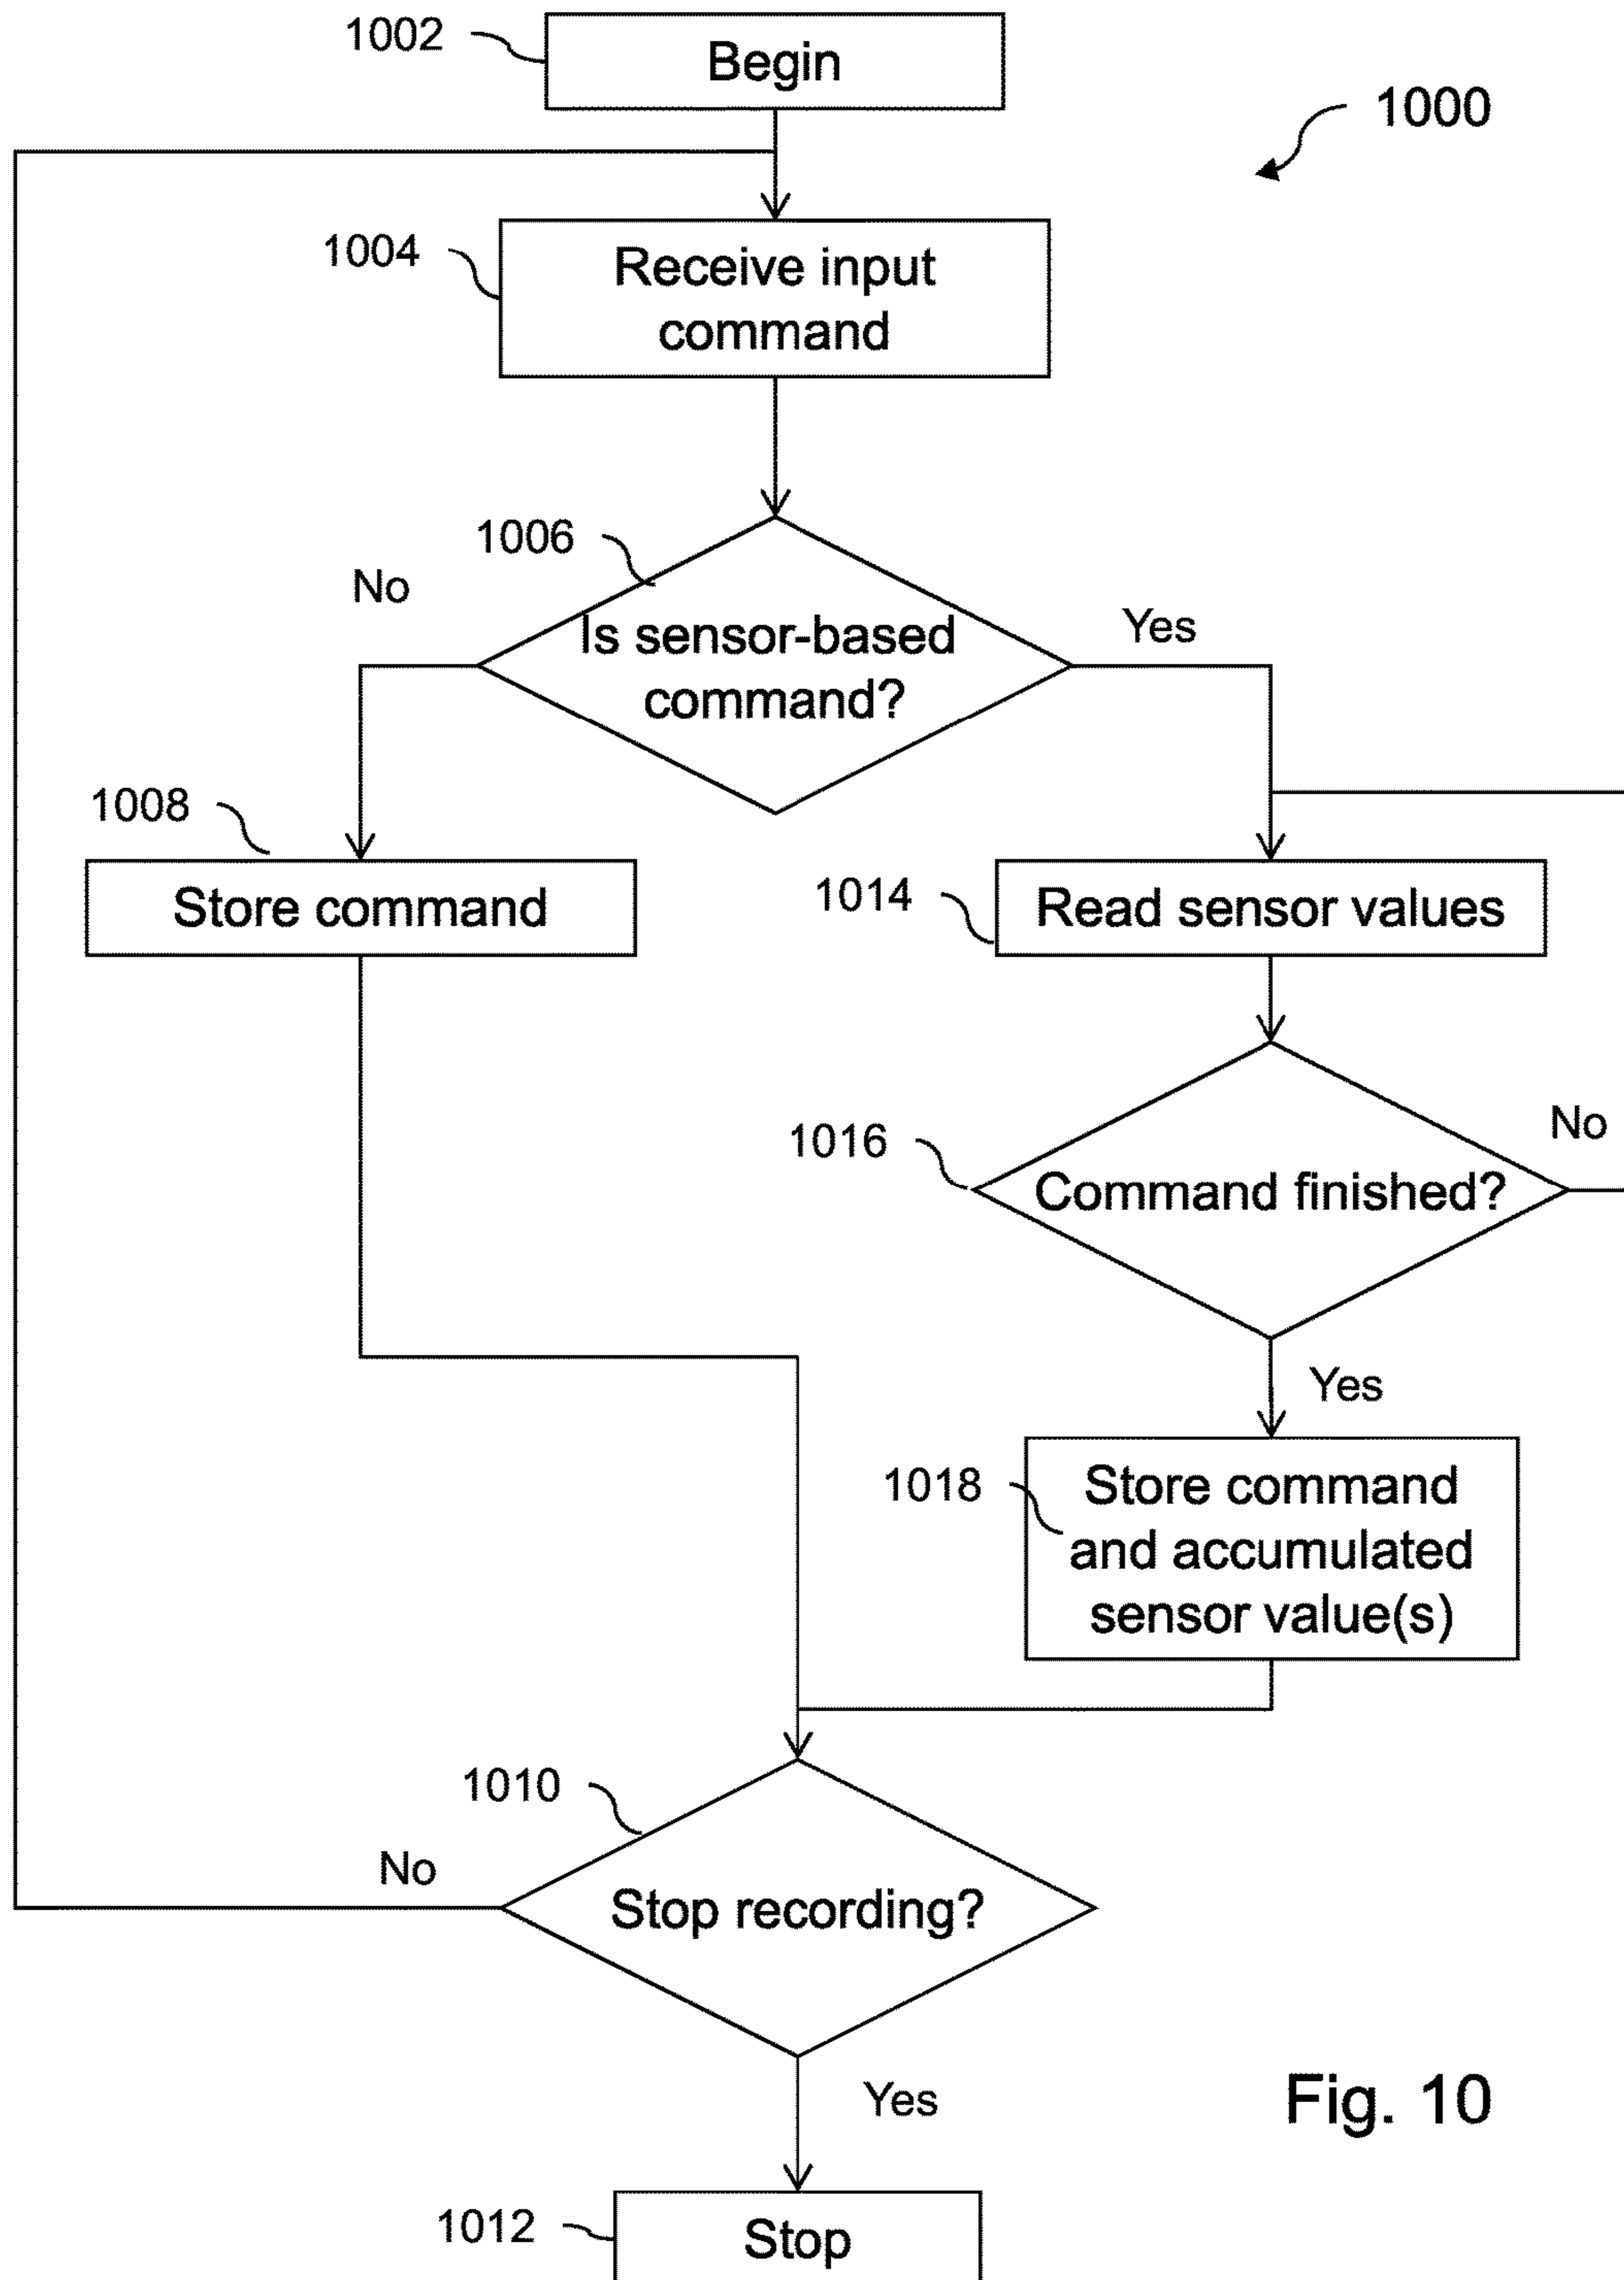 1002
Begin
1000
1004
Receive input
command
1006
No
Is sensor-based
command?
Yes
1008
Store command
1014
Read sensor values
1016
Command finished?
No
Yes
1018
Store command
and accumulated
sensor value(s)
1010
No
Stop recording?
Yes
Fig. 10
1012
Stop